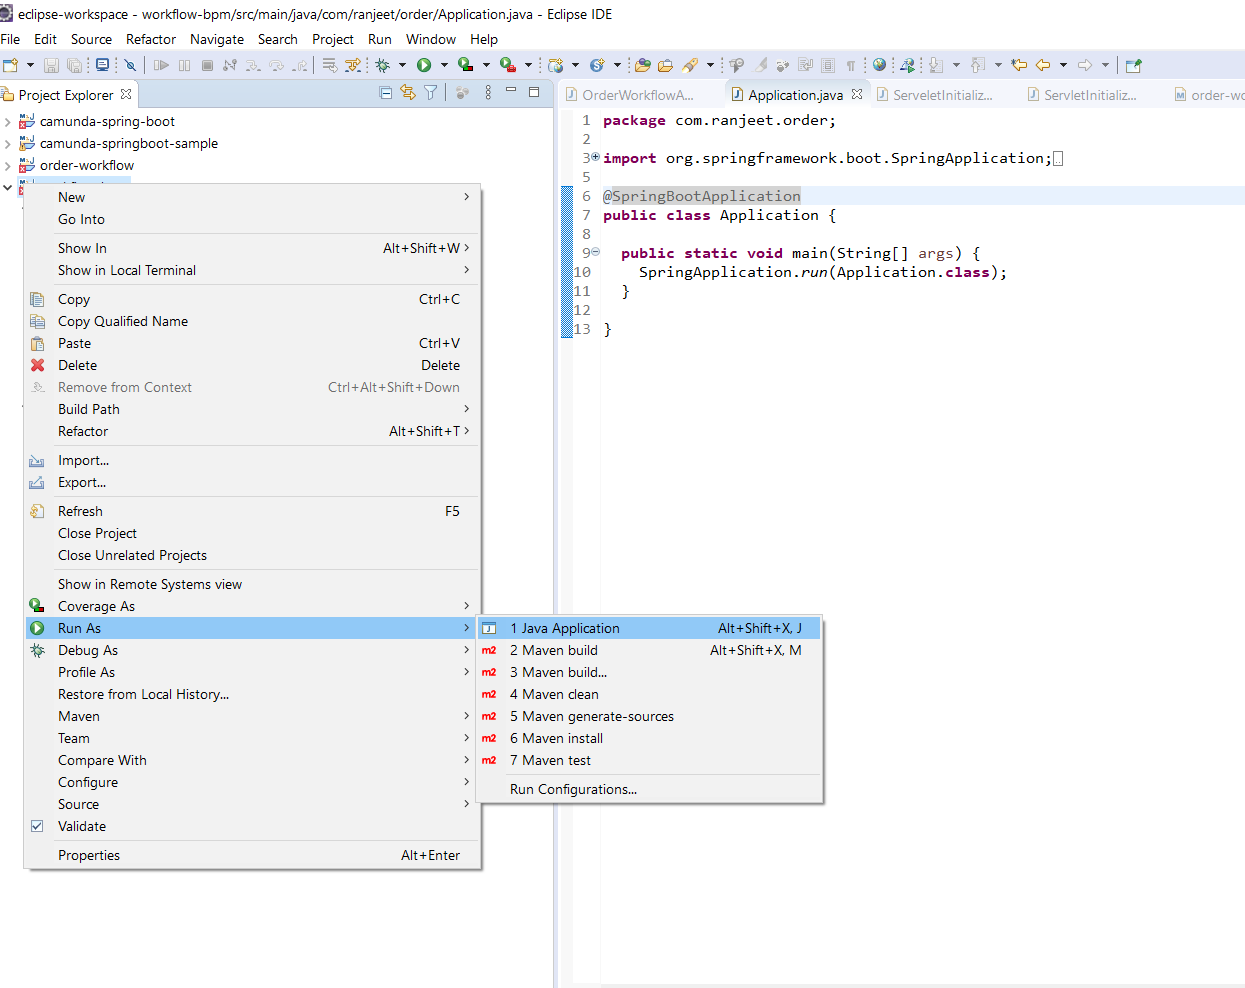 eclipse-workspace - workflow-bpm/src/main/java/com/ranjeet/order/Application.java - Eclipse IDE
File Edit Source Refactor Navigate Search Project Run Window Help
Project Explorer
camunda-spring-boot
camunda-springboot-sample
order-workflow
New
Go Into
Show In Alt+Shift+W
Show in Local Terminal
Copy Ctrl+C
Copy Qualified Name
Paste Ctrl+V
Delete Delete
Remove from Context Ctrl+Alt+Shift+Down
Build Path
Refactor Alt+Shift+T
Import...
Export...
Refresh F5
Close Project
Close Unrelated Projects
Show in Remote Systems view
Coverage As
Run As
Debug As
Profile As
Restore from Local History...
Maven
Team
Compare With
Configure
Source
Validate
Properties Alt+Enter
1 Java Application Alt+Shift+X, J
m2 2 Maven build Alt+Shift+X, M
m2 3 Maven build...
m2 4 Maven clean
m2 5 Maven generate-sources
m2 6 Maven install
m2 7 Maven test
Run Configurations...
OrderWorkflowA... Application.java ServeletInitializ... ServletInitializ... order-wo
1 package com.ranjeet.order;
2
3 import org.springframework.boot.SpringApplication;
5
6 @SpringBootApplication
7 public class Application {
8
9 public static void main(String[] args) {
10 SpringApplication.run(Application.class);
11 }
12
13 }